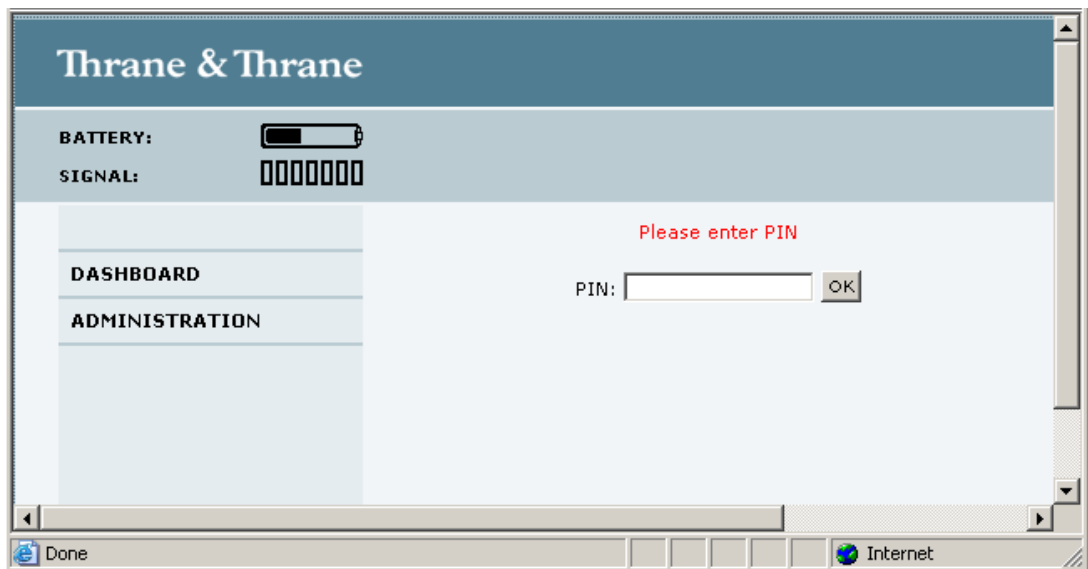 Thrane & Thrane
BATTERY:
SIGNAL:
Please enter PIN
DASHBOARD
PIN: OK
ADMINISTRATION
Done Internet